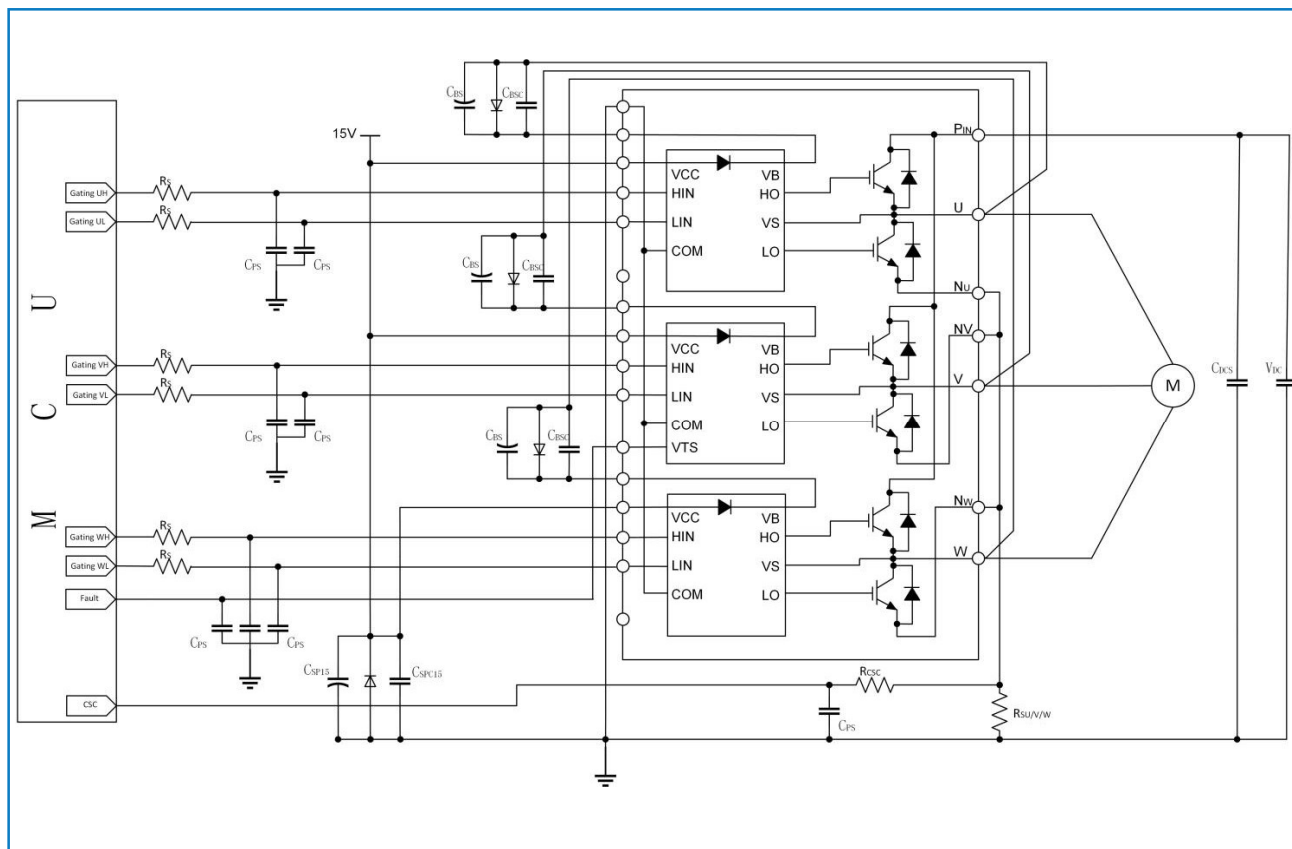 M C U
Gating UH
Gating UL
Gating VH
Gating VL
Gating WH
Gating WL
Fault
CSC
RS
RS
RS
RS
RS
RS
CPS
CPS
CPS
CPS
CPS
CPS
15V
CSP15
CSPC15
CBS
CBSC
CBS
CBSC
CBS
CBSC
VCC
VB
HIN
HO
LIN
VS
COM
LO
VCC
VB
HIN
HO
LIN
VS
COM
LO
VTS
VCC
VB
HIN
HO
LIN
VS
COM
LO
PIN
U
NU
NV
V
NW
W
RCSC
CPS
RSU/V/W
M
CDCS
VDC